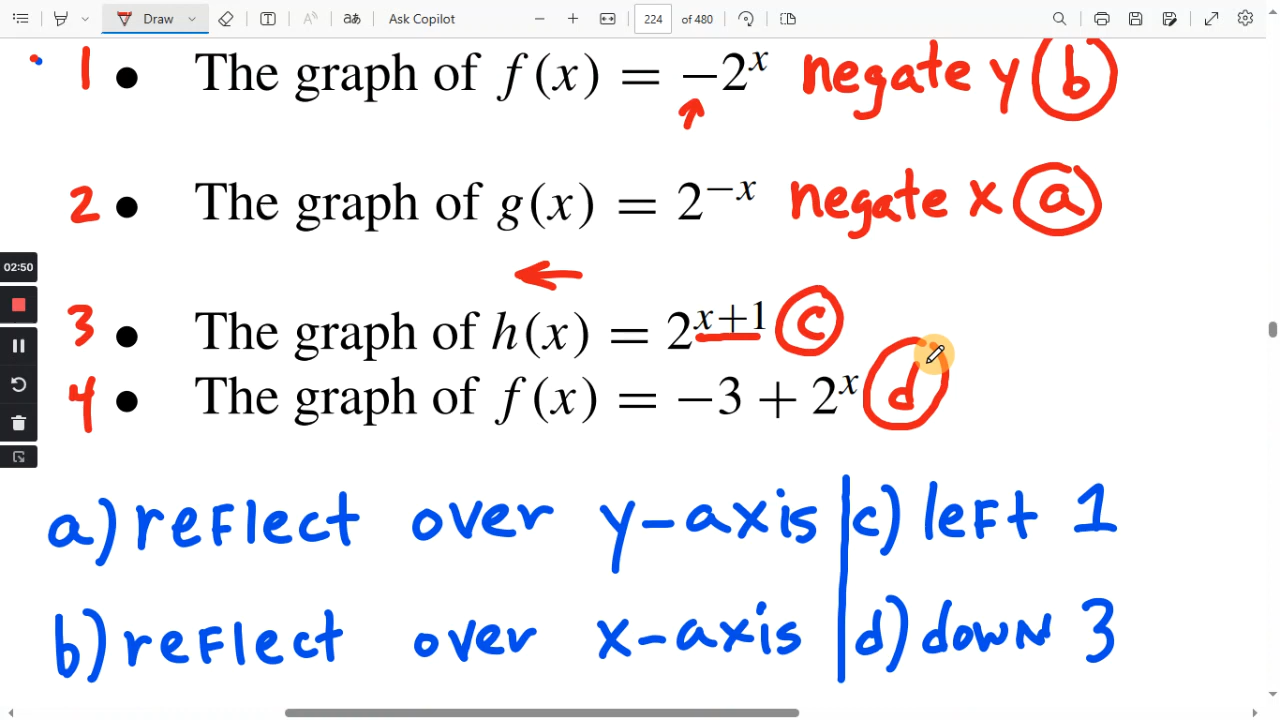 Draw Ask Copilot 224 of 480
1 • The graph of f(x) = −2^x negate y b
2 • The graph of g(x) = 2^−x negate x a
02:50
3 • The graph of h(x) = 2^x+1 c
4 • The graph of f(x) = −3 + 2^x d
a) reflect over y-axis c) left 1
b) reflect over x-axis d) down 3